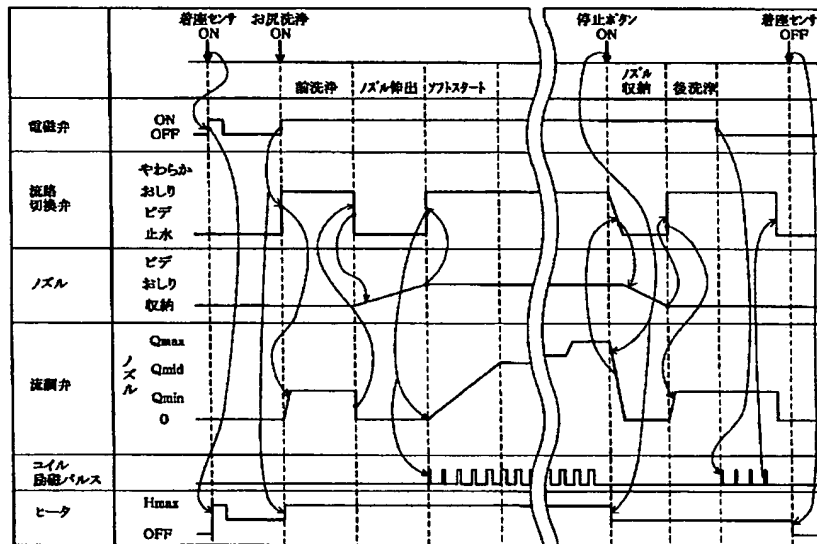 着座センサ
ON
お尻洗浄
ON
停止ボタン
ON
着座センサ
OFF
前洗浄
ノズル伸出
ソフトスタート
ノズル
収納
後洗浄
電磁弁
ON
OFF
流路
切換弁
やわらか
おしり
ビデ
止水
ノズル
ビデ
おしり
収納
流調弁
ノズル
Qmax
Qmid
Qmin
0
コイル
励磁パルス
ヒータ
Hmax
OFF